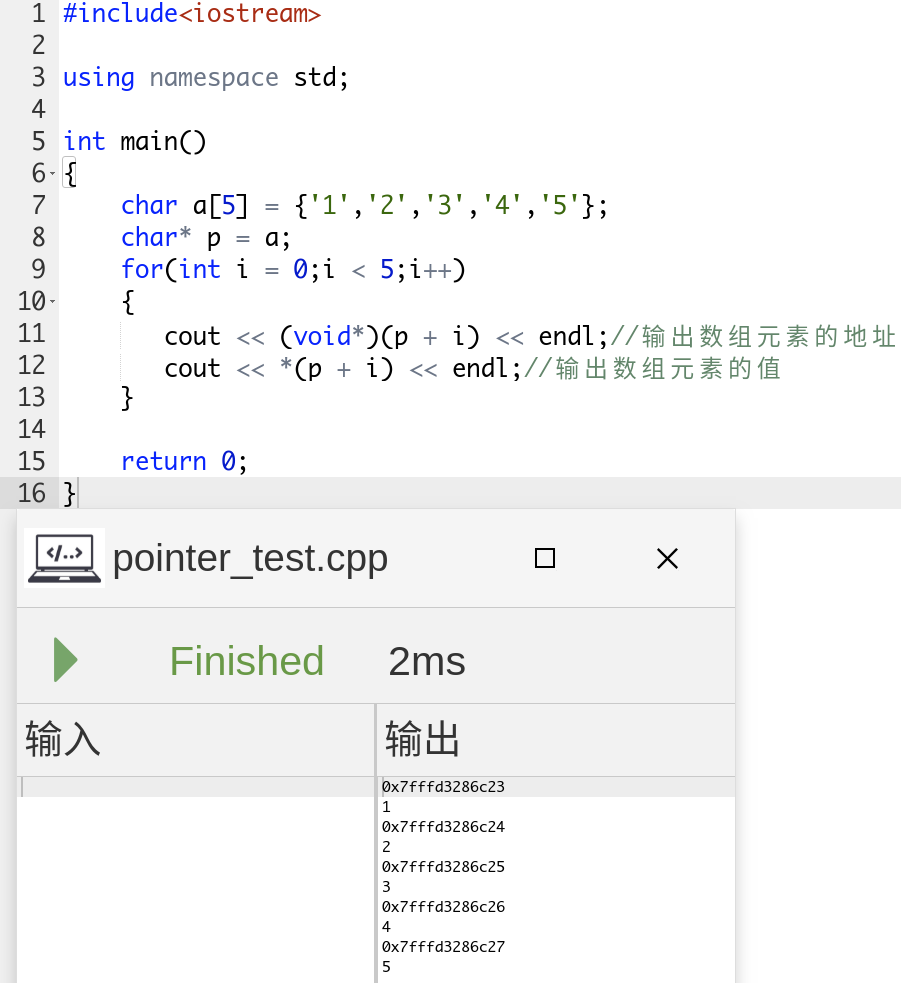 1 #include<iostream>
2
3 using namespace std;
4
5 int main()
6 {
7     char a[5] = {'1','2','3','4','5'};
8     char* p = a;
9     for(int i = 0;i < 5;i++)
10     {
11        cout << (void*)(p + i) << endl;//输出数组元素的地址
12        cout << *(p + i) << endl;//输出数组元素的值
13     }
14
15     return 0;
16 }
</..>
pointer_test.cpp
Finished 2ms
输入 输出
0x7fffd3286c23
1
0x7fffd3286c24
2
0x7fffd3286c25
3
0x7fffd3286c26
4
0x7fffd3286c27
5